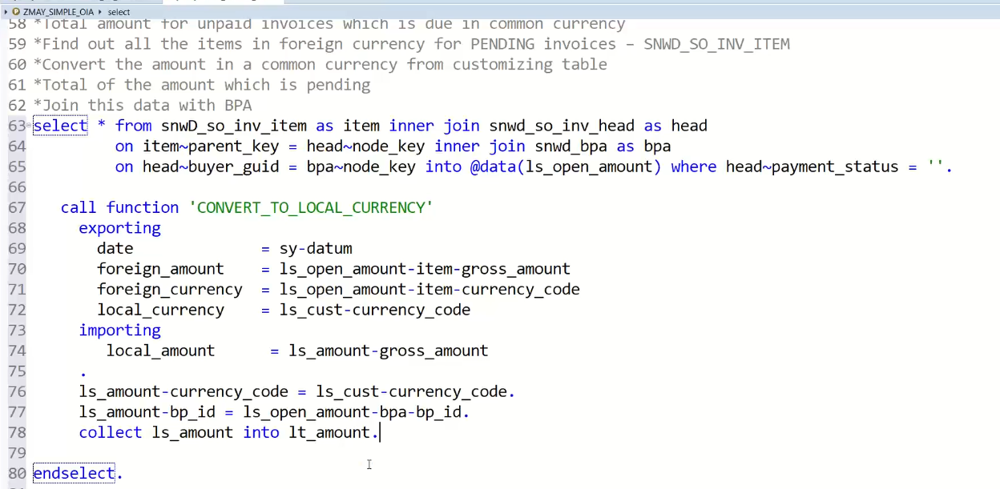 ZMAY_SIMPLE_OIA select
58 *Total amount for unpaid invoices which is due in common currency
59 *Find out all the items in foreign currency for PENDING invoices – SNWD_SO_INV_ITEM
60 *Convert the amount in a common currency from customizing table
61 *Total of the amount which is pending
62 *Join this data with BPA
63 select * from snwD_so_inv_item as item inner join snwd_so_inv_head as head
64 on item~parent_key = head~node_key inner join snwd_bpa as bpa
65 on head~buyer_guid = bpa~node_key into @data(ls_open_amount) where head~payment_status = ''.
66
67 call function 'CONVERT_TO_LOCAL_CURRENCY'
68 exporting
69 date = sy-datum
70 foreign_amount = ls_open_amount-item-gross_amount
71 foreign_currency = ls_open_amount-item-currency_code
72 local_currency = ls_cust-currency_code
73 importing
74 local_amount = ls_amount-gross_amount
75 .
76 ls_amount-currency_code = ls_cust-currency_code.
77 ls_amount-bp_id = ls_open_amount-bpa-bp_id.
78 collect ls_amount into lt_amount.
79
80 endselect.